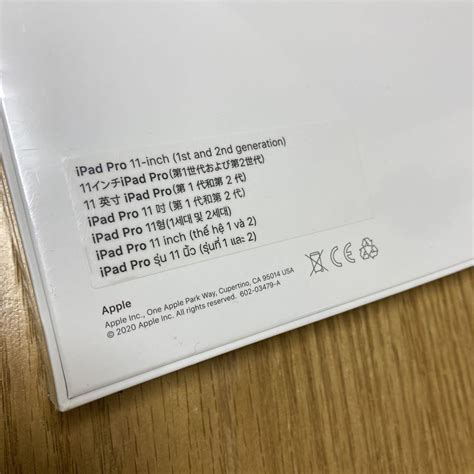 iPad Pro 11-inch (1st and 2nd generation)
11インチiPad Pro(第1世代および第2世代)
11 英寸 iPad Pro (第 1 代和第 2 代)
iPad Pro 11 吋 (第 1 代和第 2 代)
iPad Pro 11형(1세대 및 2세대)
iPad Pro 11 inch (thế hệ 1 và 2)
iPad Pro รุ่น 11 นิ้ว (รุ่นที่ 1 และ 2)
Apple
Apple Inc., One Apple Park Way, Cupertino, CA 95014 USA
© 2020 Apple Inc. All rights reserved. 602-03479-A